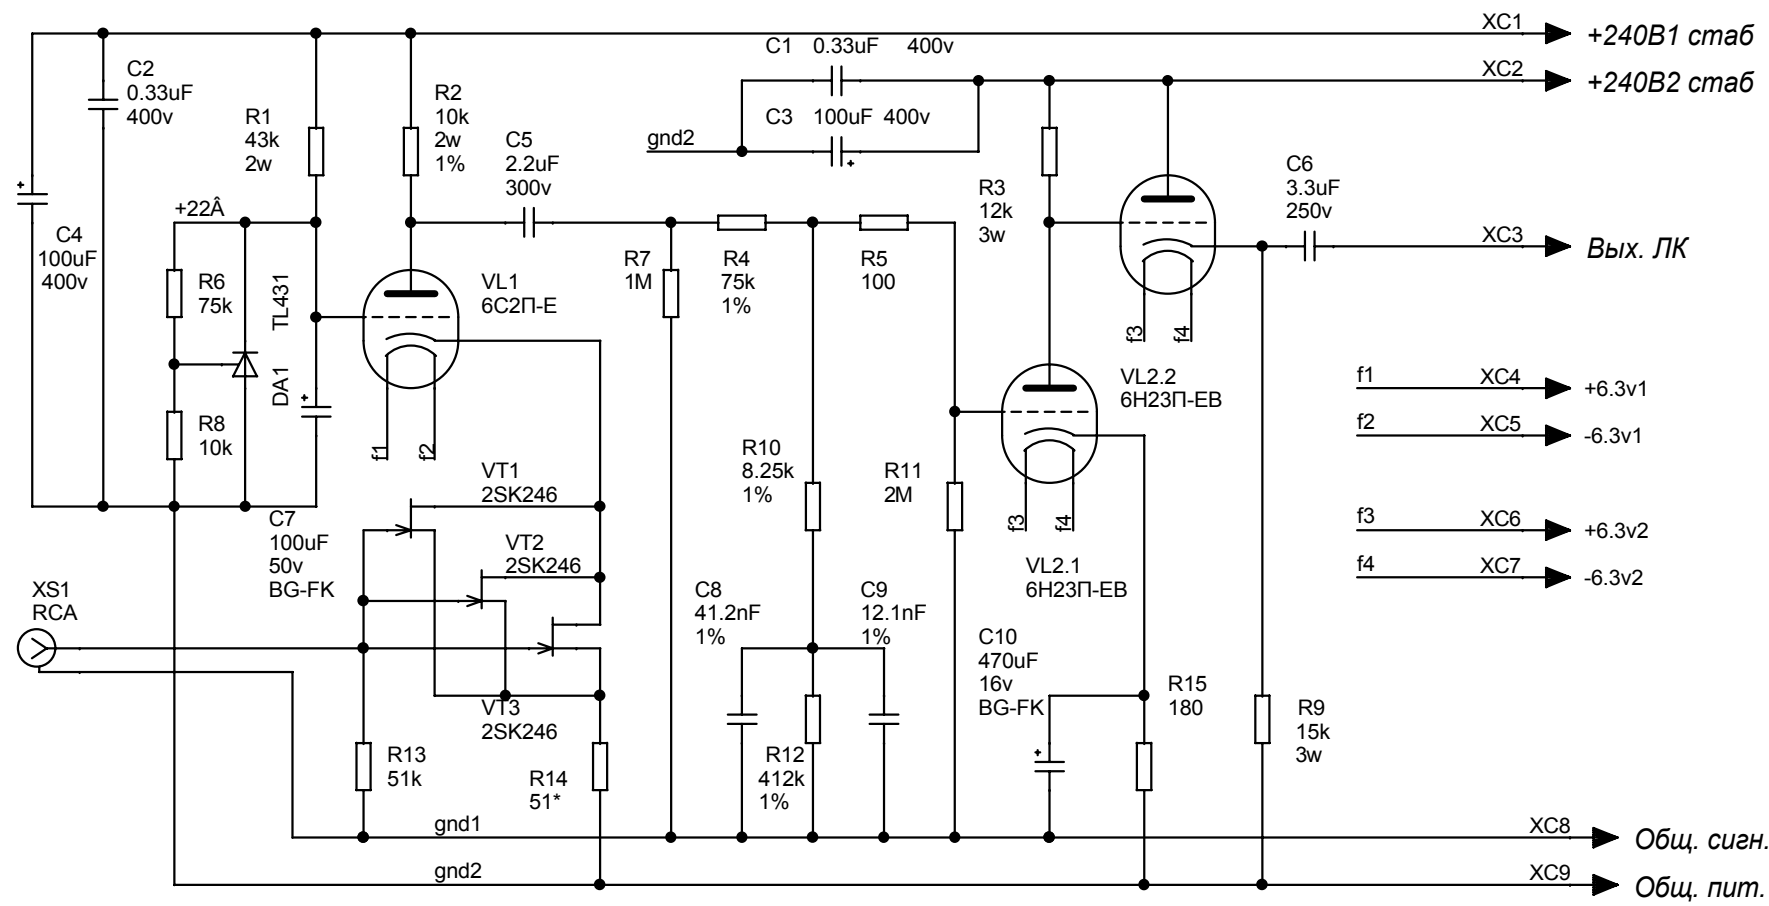 XC1
+240В1 стаб
C1 0.33uF 400v
C2
0.33uF
400v
XC2
+240В2 стаб
R1
43k
2w
R2
10k
2w
1%
C3 100uF 400v
gnd2
C5
2.2uF
300v
R3
12k
3w
C6
3.3uF
250v
+
+
+22Â
C4
100uF
400v
XC3
Вых. ЛК
R6
75k
TL431
DA1
VL1
6С2П-Е
R7
1M
R4
75k
1%
R5
100
f3
f4
VL2.2
6Н23П-ЕВ
f1
XC4
+6.3v1
f2
XC5
-6.3v1
+
R8
10k
f1
f2
R10
8.25k
1%
R11
2M
VT1
2SK246
C7
100uF
50v
BG-FK
VT2
2SK246
f3
f4
VL2.1
6Н23П-ЕВ
f3
XC6
+6.3v2
f4
XC7
-6.3v2
XS1
RCA
C8
41.2nF
1%
C9
12.1nF
1%
C10
470uF
16v
BG-FK
VT3
2SK246
R15
180
R9
15k
3w
R13
51k
R14
51*
R12
412k
1%
+
gnd1
XC8
Общ. сигн.
gnd2
XC9
Общ. пит.